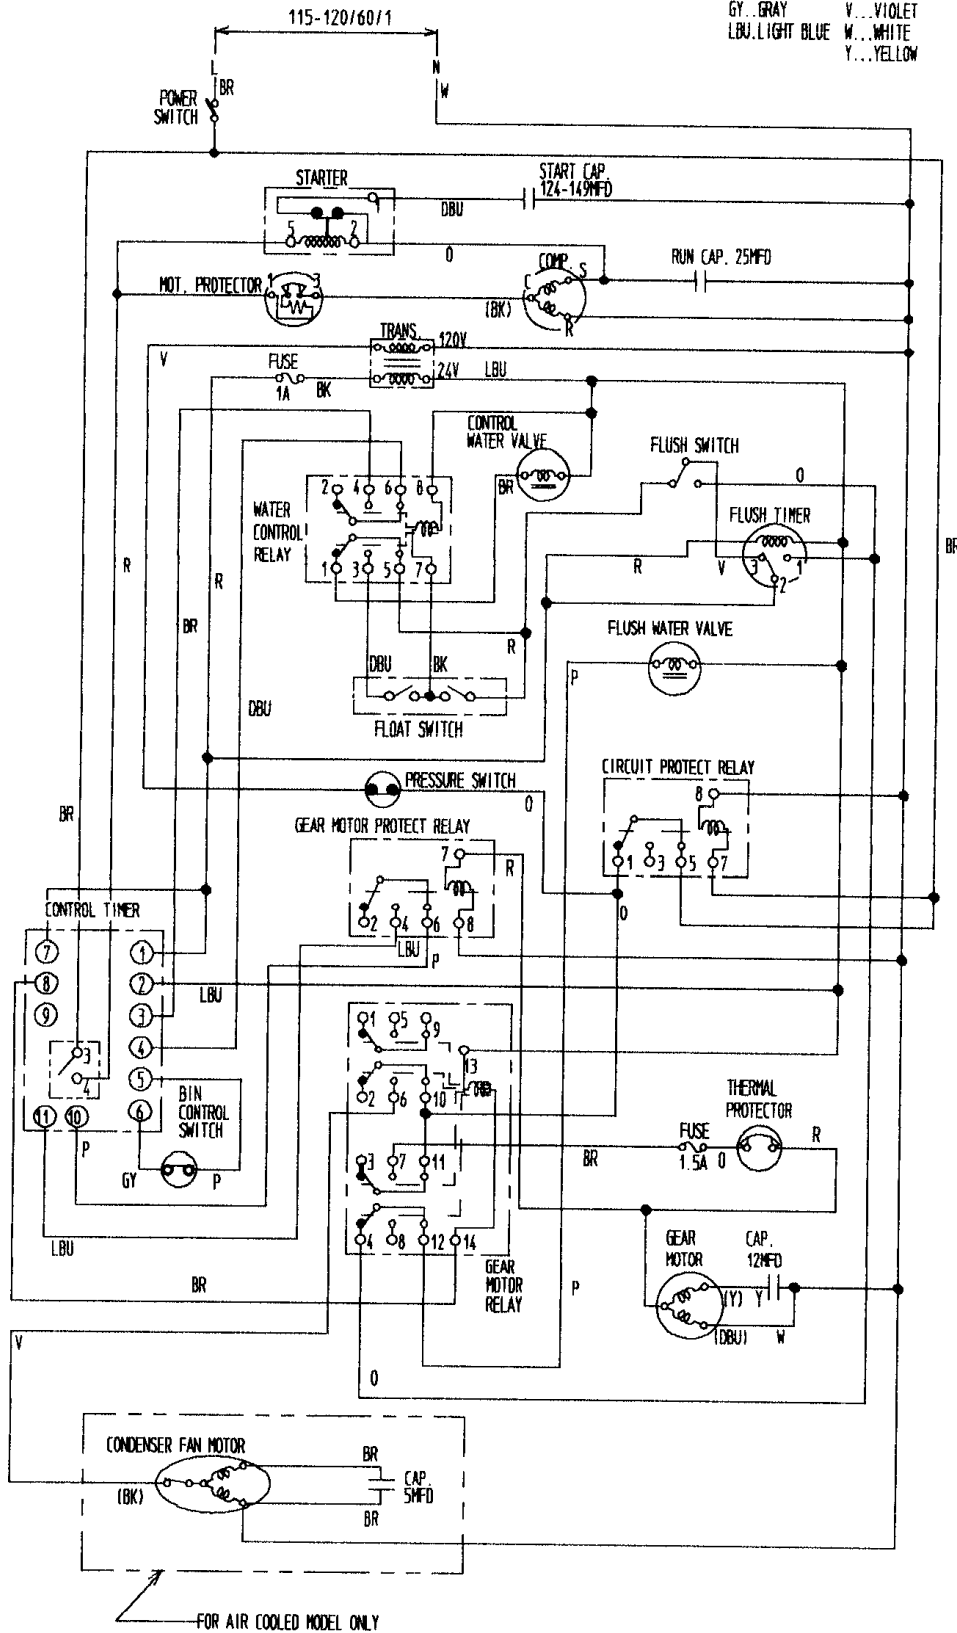 115-120/60/1
GY..GRAY V...VIOLET
LBU.LIGHT BLUE W...WHITE
Y...YELLOW
L
N
BR
W
POWER
SWITCH
STARTER
START CAP.
124-149MFD
DBU
5
2
O
COMP.
C
S
R
RUN CAP. 25MFD
MOT. PROTECTOR
1
3
(BK)
TRANS.
120V
V
FUSE
1A
BK
24V
LBU
CONTROL
WATER VALVE
BR
FLUSH SWITCH
O
WATER
CONTROL
RELAY
2 4 6 8
1 3 5 7
FLUSH TIMER
3
1
2
BR
R
R
R
V
BR
FLUSH WATER VALVE
R
DBU
BK
P
DBU
FLOAT SWITCH
PRESSURE SWITCH
O
CIRCUIT PROTECT RELAY
8
1 3 5 7
BR
GEAR MOTOR PROTECT RELAY
7
R
2 4 6 8
O
CONTROL TIMER
LBU
P
7
1
8
2
LBU
9
3
3
4
4
5
11
10
6
BIN
CONTROL
SWITCH
P
GY
P
LBU
1 5 9
13
2 6 10
3 7 11
4 8 12 14
GEAR
MOTOR
RELAY
THERMAL
PROTECTOR
FUSE
1.5A
O
R
BR
GEAR
MOTOR
CAP.
12MFD
(Y)
Y
(DBU)
W
BR
P
V
O
CONDENSER FAN MOTOR
BR
(BK)
CAP.
5MFD
BR
FOR AIR COOLED MODEL ONLY